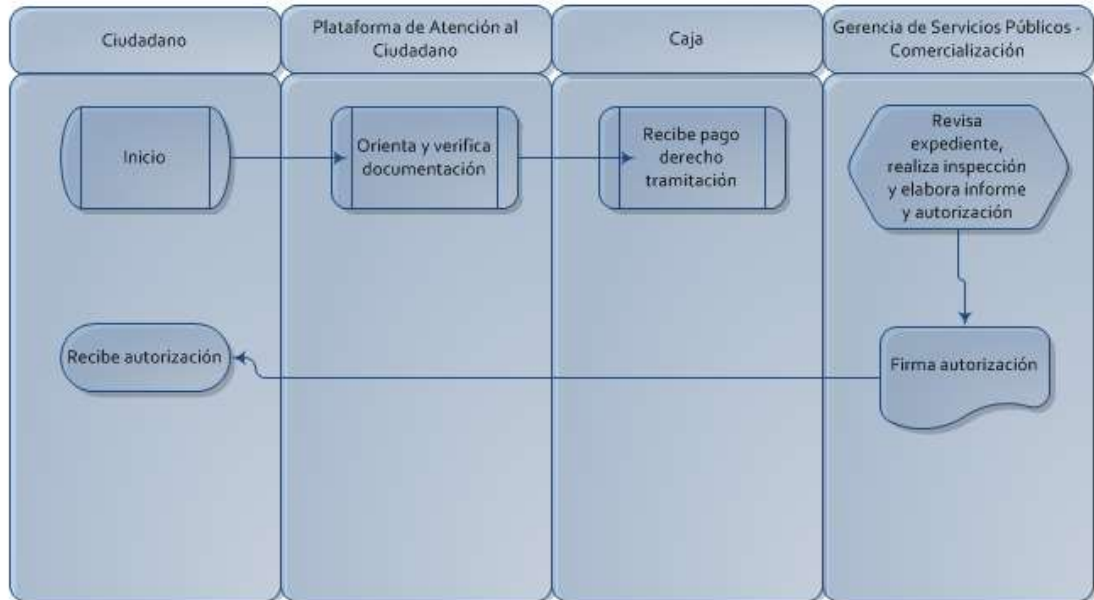 Ciudadano
Plataforma de Atención al
Ciudadano
Caja
Gerencia de Servicios Públicos -
Comercialización
Inicio
Orienta y verifica
documentación
Recibe pago
derecho
tramitación
Revisa
expediente,
realiza inspección
y elabora informe
y autorización
Recibe autorización
Firma autorización